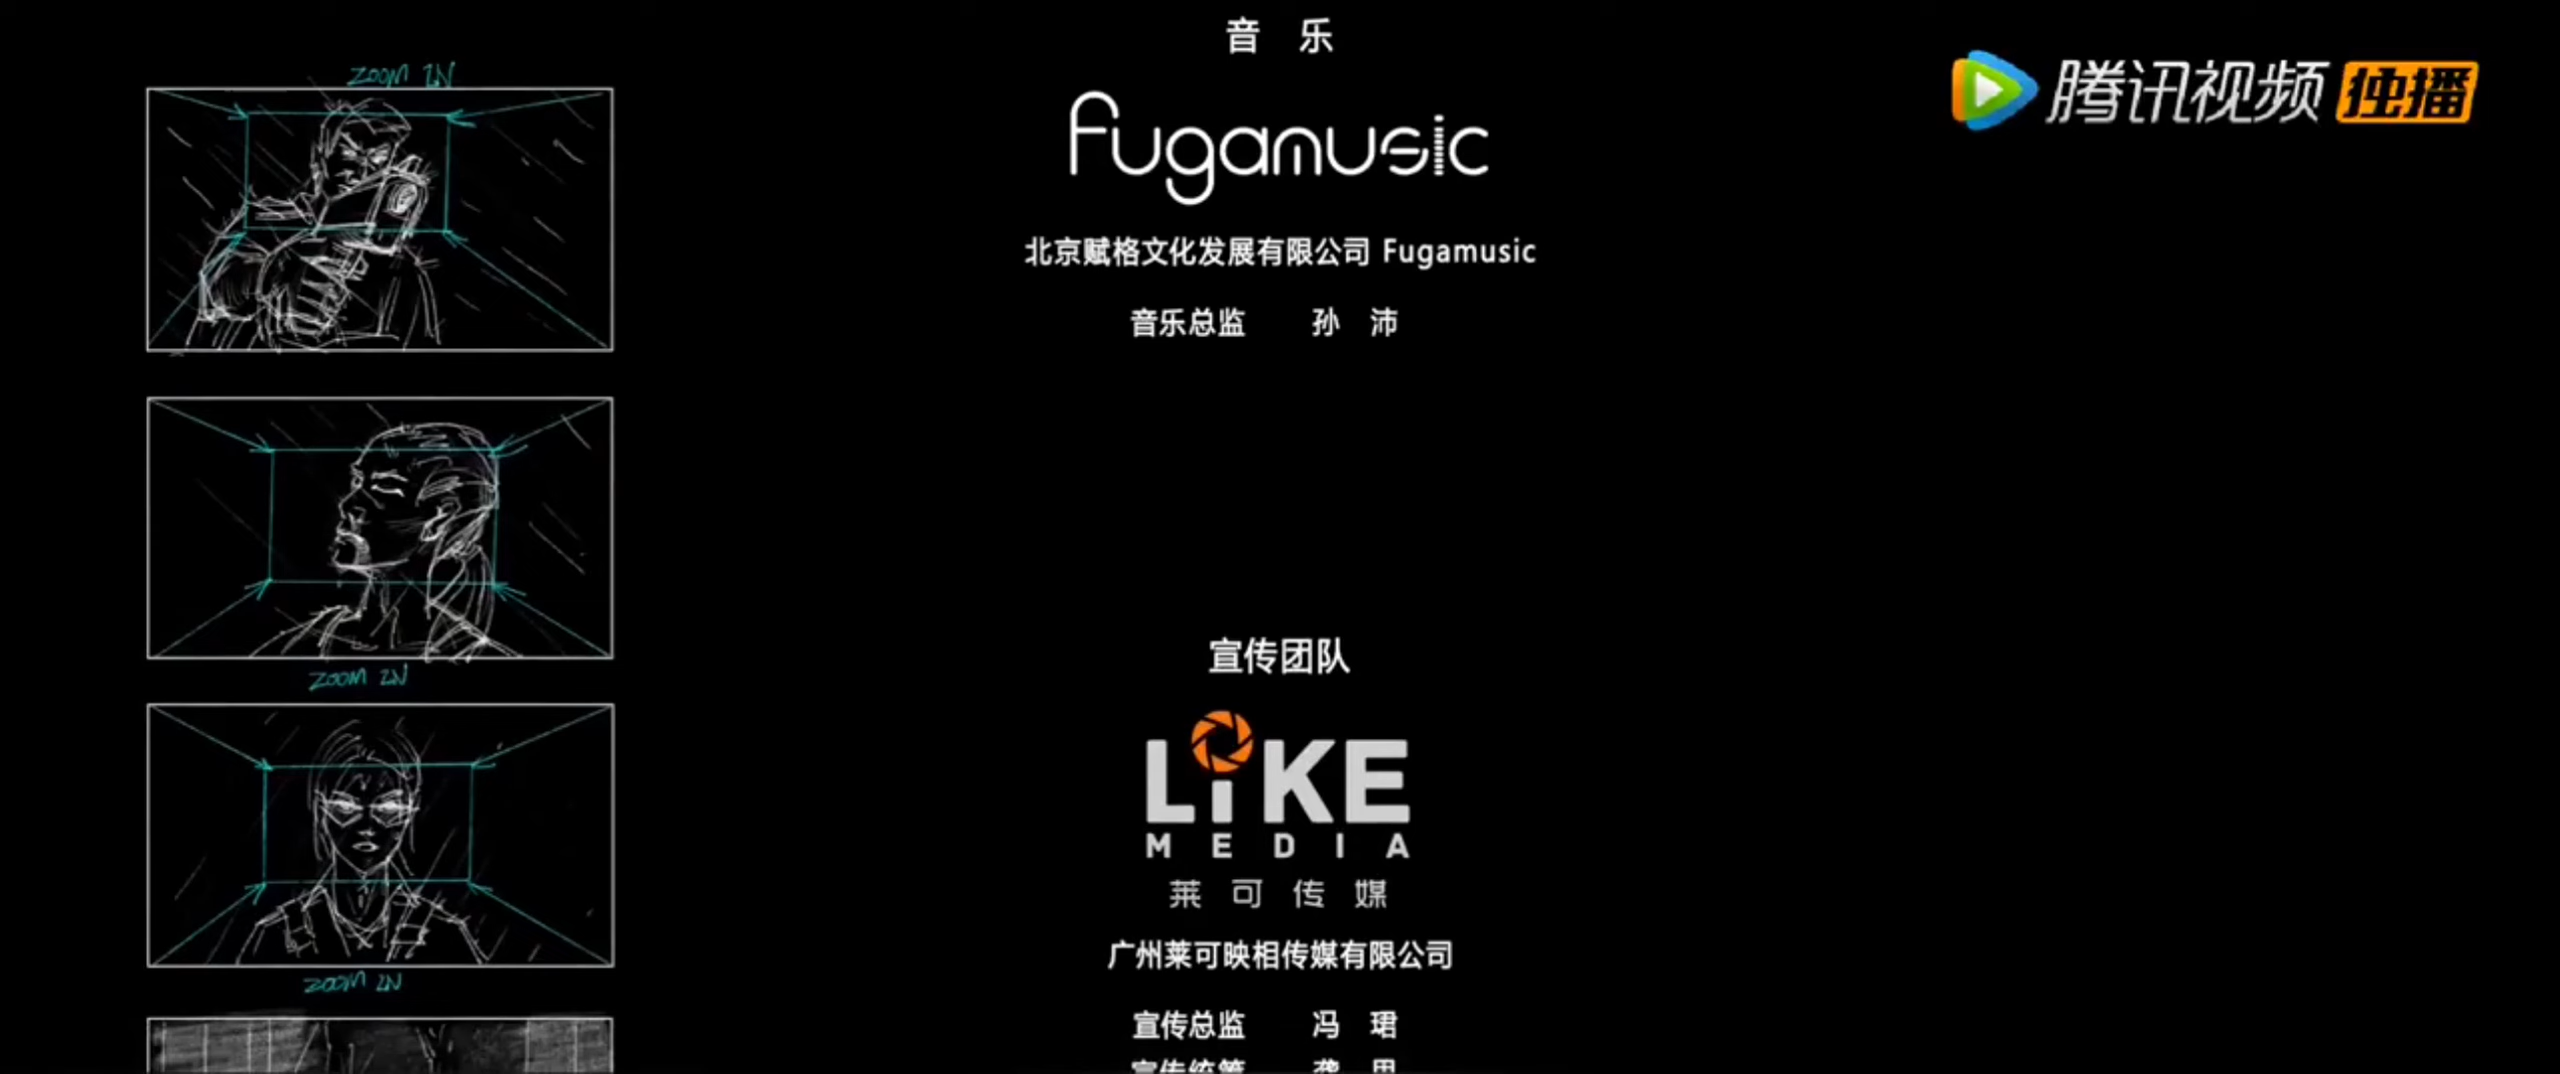 ZOOM IN
ZOOM IN
ZOOM IN
音 乐
fugamusic
北京赋格文化发展有限公司 Fugamusic
音乐总监 孙 沛
宣传团队
LiKE
MEDIA
莱可传媒
广州莱可映相传媒有限公司
宣传总监 冯 珺
腾讯视频 独播